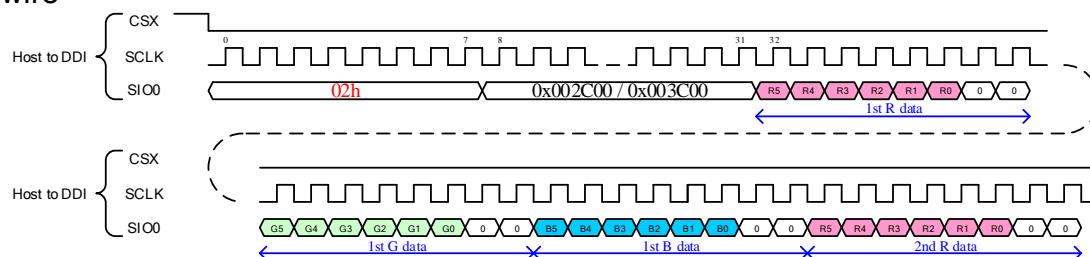 CSX
0 7 8 31 32
Host to DDI SCLK
SIO0 02h 0x002C00 / 0x003C00 R5 R4 R3 R2 R1 R0 0 0
1st R data
CSX
Host to DDI SCLK
SIO0 G5 G4 G3 G2 G1 G0 0 0 B5 B4 B3 B2 B1 B0 0 0 R5 R4 R3 R2 R1 R0 0 0
1st G data 1st B data 2nd R data